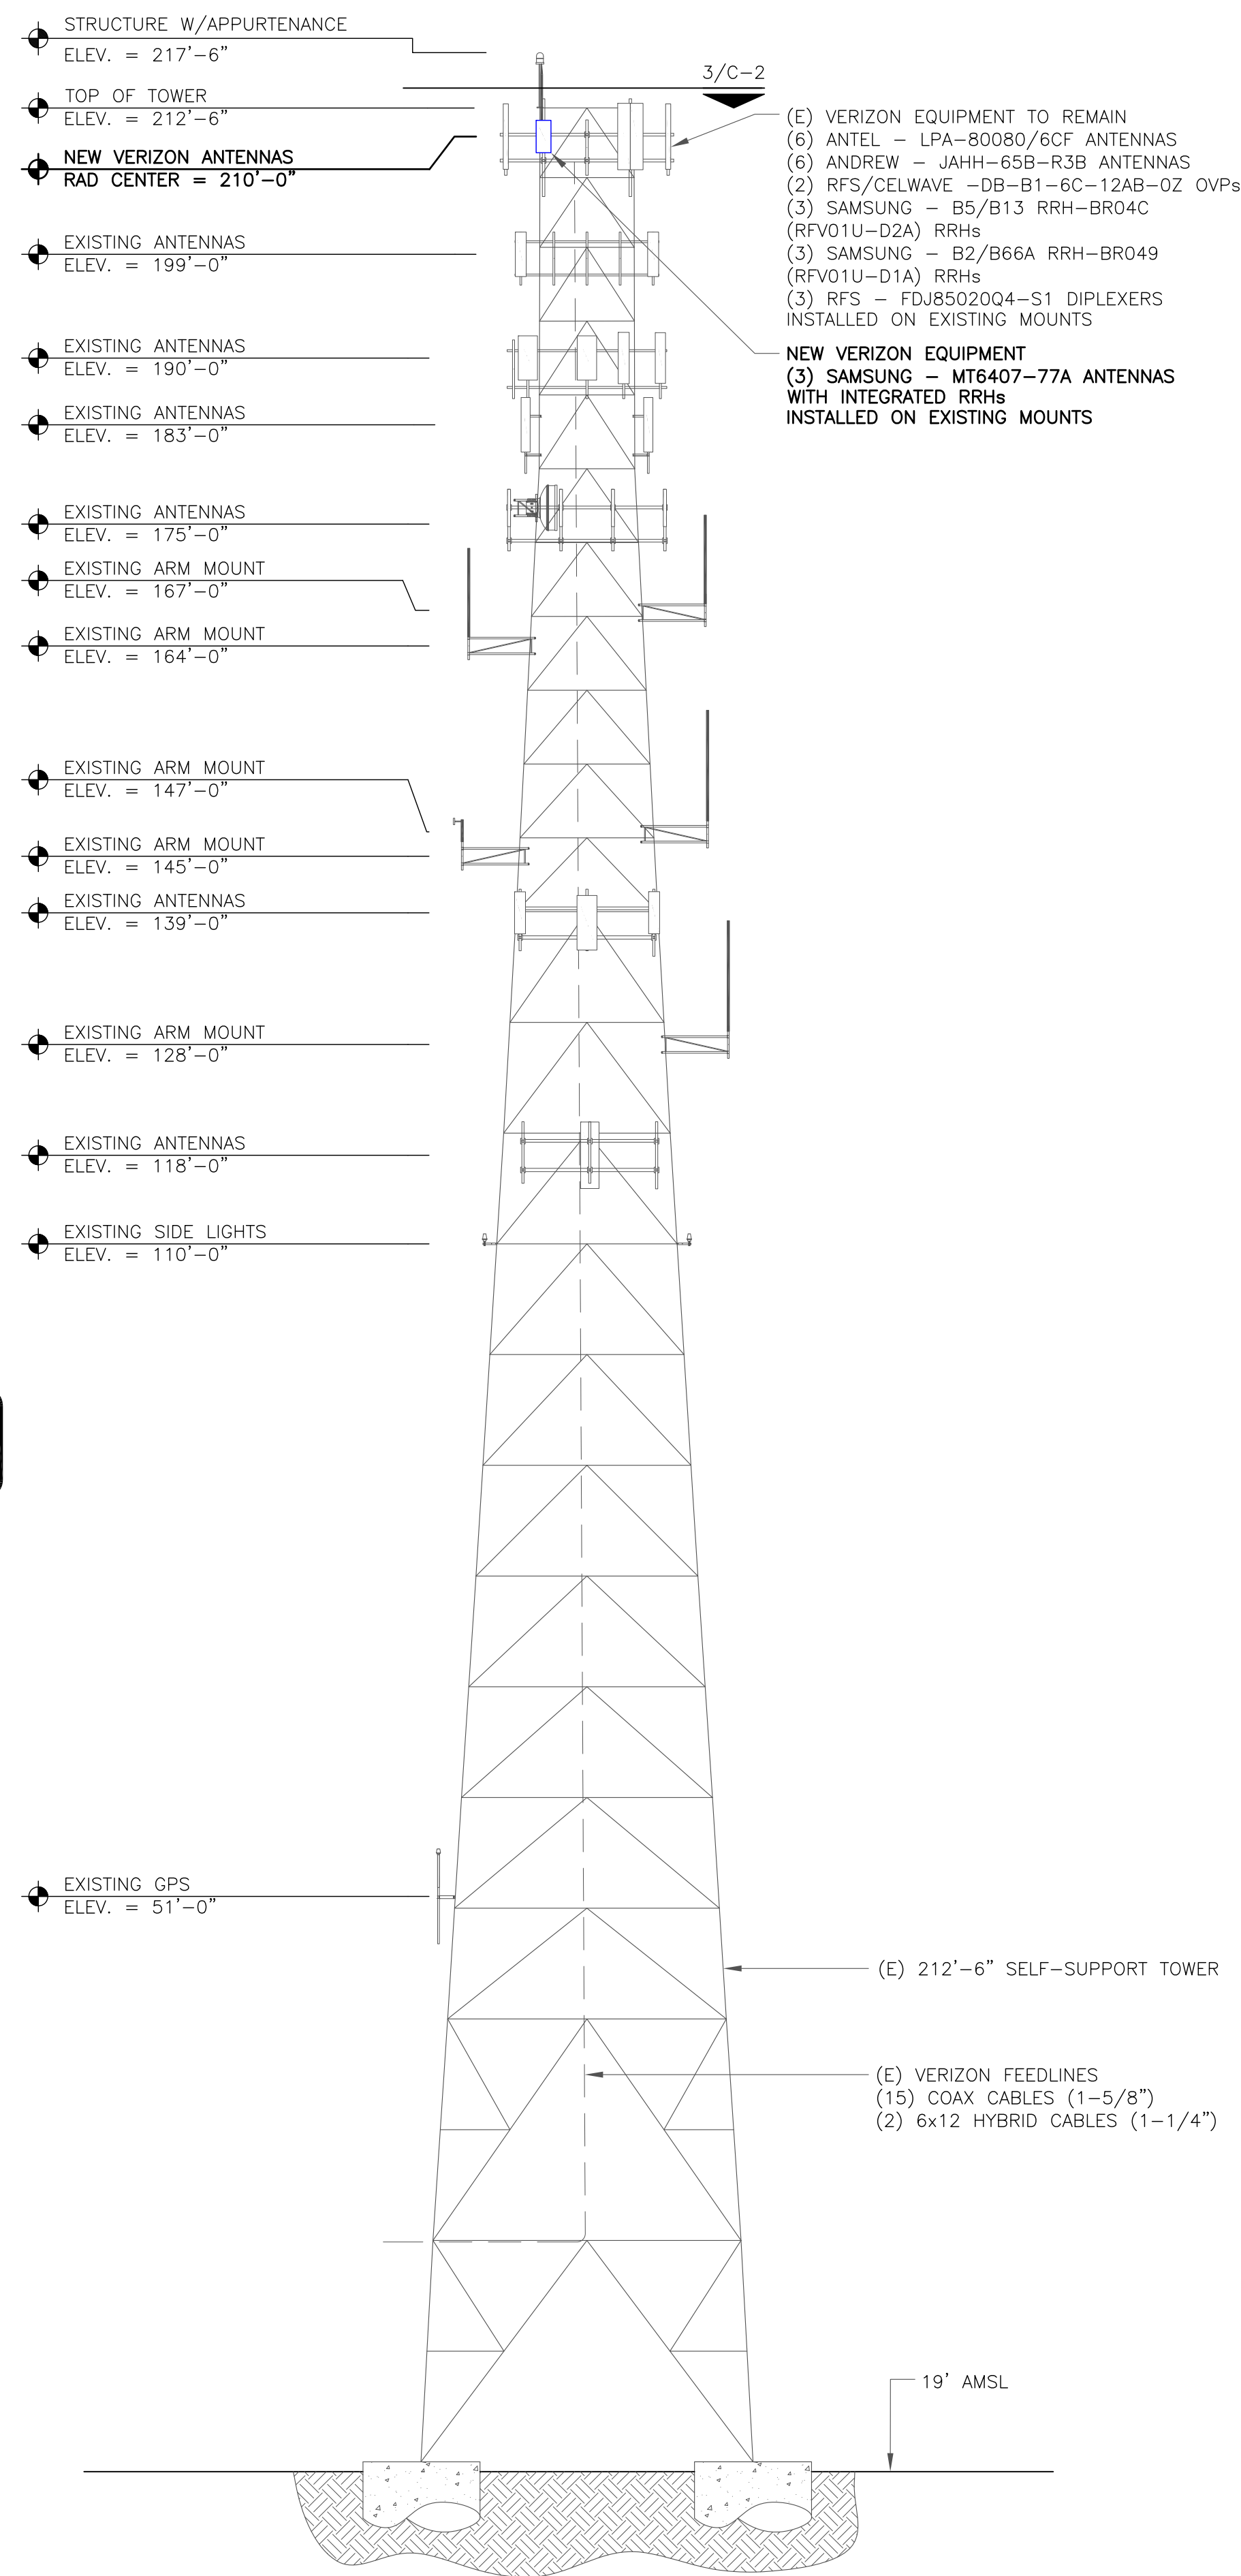 STRUCTURE W/APPURTENANCE
ELEV. = 217'-6"
TOP OF TOWER
ELEV. = 212'-6"
NEW VERIZON ANTENNAS
RAD CENTER = 210'-0"
EXISTING ANTENNAS
ELEV. = 199'-0"
EXISTING ANTENNAS
ELEV. = 190'-0"
EXISTING ANTENNAS
ELEV. = 183'-0"
EXISTING ANTENNAS
ELEV. = 175'-0"
EXISTING ARM MOUNT
ELEV. = 167'-0"
EXISTING ARM MOUNT
ELEV. = 164'-0"
EXISTING ARM MOUNT
ELEV. = 147'-0"
EXISTING ARM MOUNT
ELEV. = 145'-0"
EXISTING ANTENNAS
ELEV. = 139'-0"
EXISTING ARM MOUNT
ELEV. = 128'-0"
EXISTING ANTENNAS
ELEV. = 118'-0"
EXISTING SIDE LIGHTS
ELEV. = 110'-0"
EXISTING GPS
ELEV. = 51'-0"
3/C-2
(E) VERIZON EQUIPMENT TO REMAIN
(6) ANTEL - LPA-80080/6CF ANTENNAS
(6) ANDREW - JAHH-65B-R3B ANTENNAS
(2) RFS/CELWAVE -DB-B1-6C-12AB-0Z OVPs
(3) SAMSUNG - B5/B13 RRH-BR04C
(RFV01U-D2A) RRHs
(3) SAMSUNG - B2/B66A RRH-BR049
(RFV01U-D1A) RRHs
(3) RFS - FDJ85020Q4-S1 DIPLEXERS
INSTALLED ON EXISTING MOUNTS
NEW VERIZON EQUIPMENT
(3) SAMSUNG - MT6407-77A ANTENNAS
WITH INTEGRATED RRHs
INSTALLED ON EXISTING MOUNTS
(E) 212'-6" SELF-SUPPORT TOWER
(E) VERIZON FEEDLINES
(15) COAX CABLES (1-5/8")
(2) 6x12 HYBRID CABLES (1-1/4")
19' AMSL